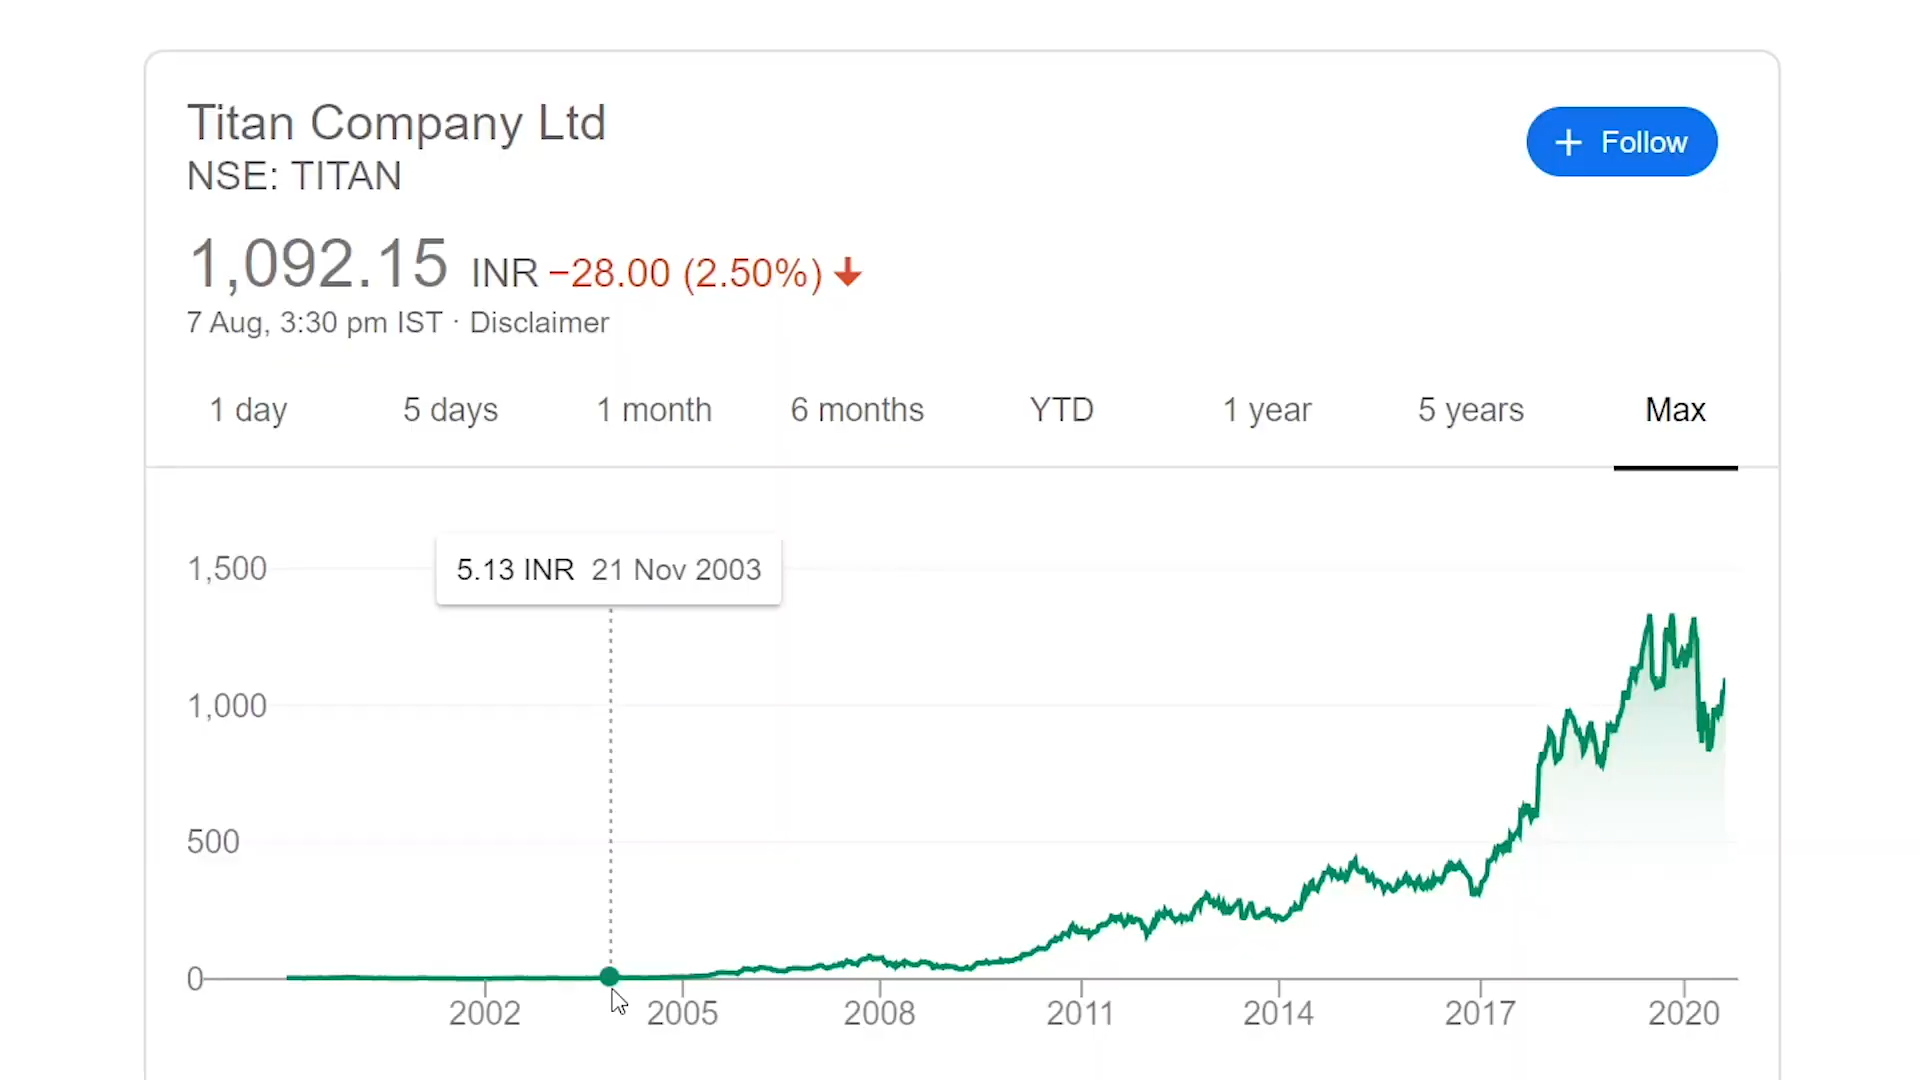 Titan Company Ltd
+ Follow
NSE: TITAN
1,092.15 INR −28.00 (2.50%) ↓
7 Aug, 3:30 pm IST · Disclaimer
1 day 5 days 1 month 6 months YTD 1 year 5 years Max
5.13 INR 21 Nov 2003
1,500
1,000
500
0
2002 2005 2008 2011 2014 2017 2020